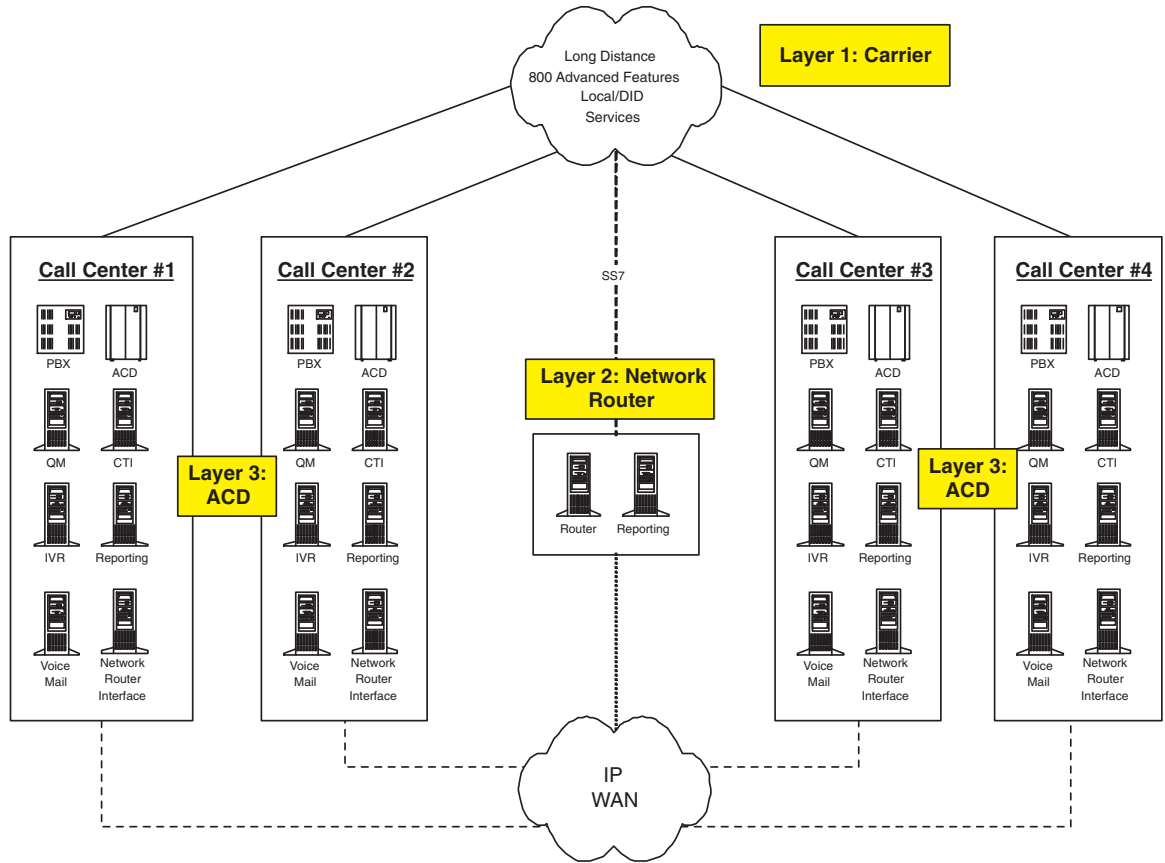 Long Distance
800 Advanced Features
Local/DID
Services
Layer 1: Carrier
Call Center #1
PBX
ACD
QM
CTI
IVR
Reporting
Voice
Mail
Network
Router
Interface
Layer 3:
ACD
Call Center #2
PBX
ACD
QM
CTI
IVR
Reporting
Voice
Mail
Network
Router
Interface
SS7
Layer 2: Network
Router
Router
Reporting
Call Center #3
PBX
ACD
QM
CTI
IVR
Reporting
Voice
Mail
Network
Router
Interface
Layer 3:
ACD
Call Center #4
PBX
ACD
QM
CTI
IVR
Reporting
Voice
Mail
Network
Router
Interface
IP
WAN